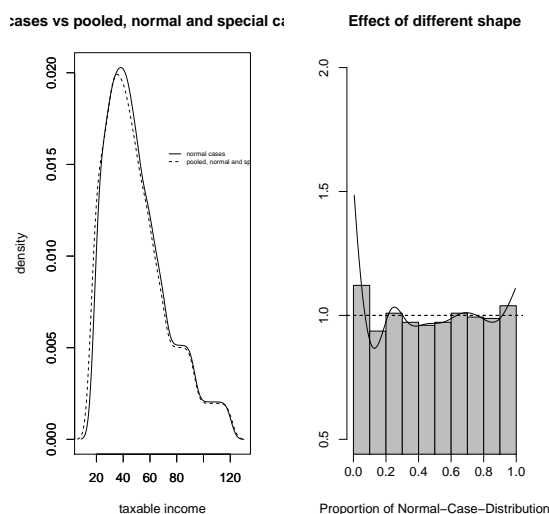 cases vs pooled, normal and special ca
Effect of different shape
0.020
0.015
0.010
0.005
0.000
density
normal cases
pooled, normal and sp
20 40 60 80 120
taxable income
2.0
1.5
1.0
0.5
0.0 0.2 0.4 0.6 0.8 1.0
Proportion of Normal−Case−Distribution